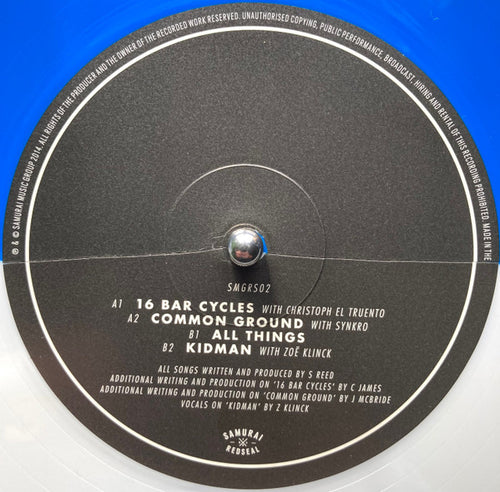 ℗ & © SAMURAI MUSIC GROUP 2014. ALL RIGHTS OF THE PRODUCER AND THE OWNER OF THE RECORDED WORK RESERVED. UNAUTHORISED COPYING, PUBLIC PERFORMANCE, BROADCAST, HIRING AND RENTAL OF THIS RECORDING PROHIBITED. MADE IN THE
SMGRS02
A1 16 BAR CYCLES WITH CHRISTOPH EL TRUENTO
A2 COMMON GROUND WITH SYNKRO
B1 ALL THINGS
B2 KIDMAN WITH ZOË KLINCK
ALL SONGS WRITTEN AND PRODUCED BY S REED
ADDITIONAL WRITING AND PRODUCTION ON '16 BAR CYCLES' BY C JAMES
ADDITIONAL WRITING AND PRODUCTION ON 'COMMON GROUND' BY J MCBRIDE
VOCALS ON 'KIDMAN' BY Z KLINCK
SAMURAI
REDSEAL